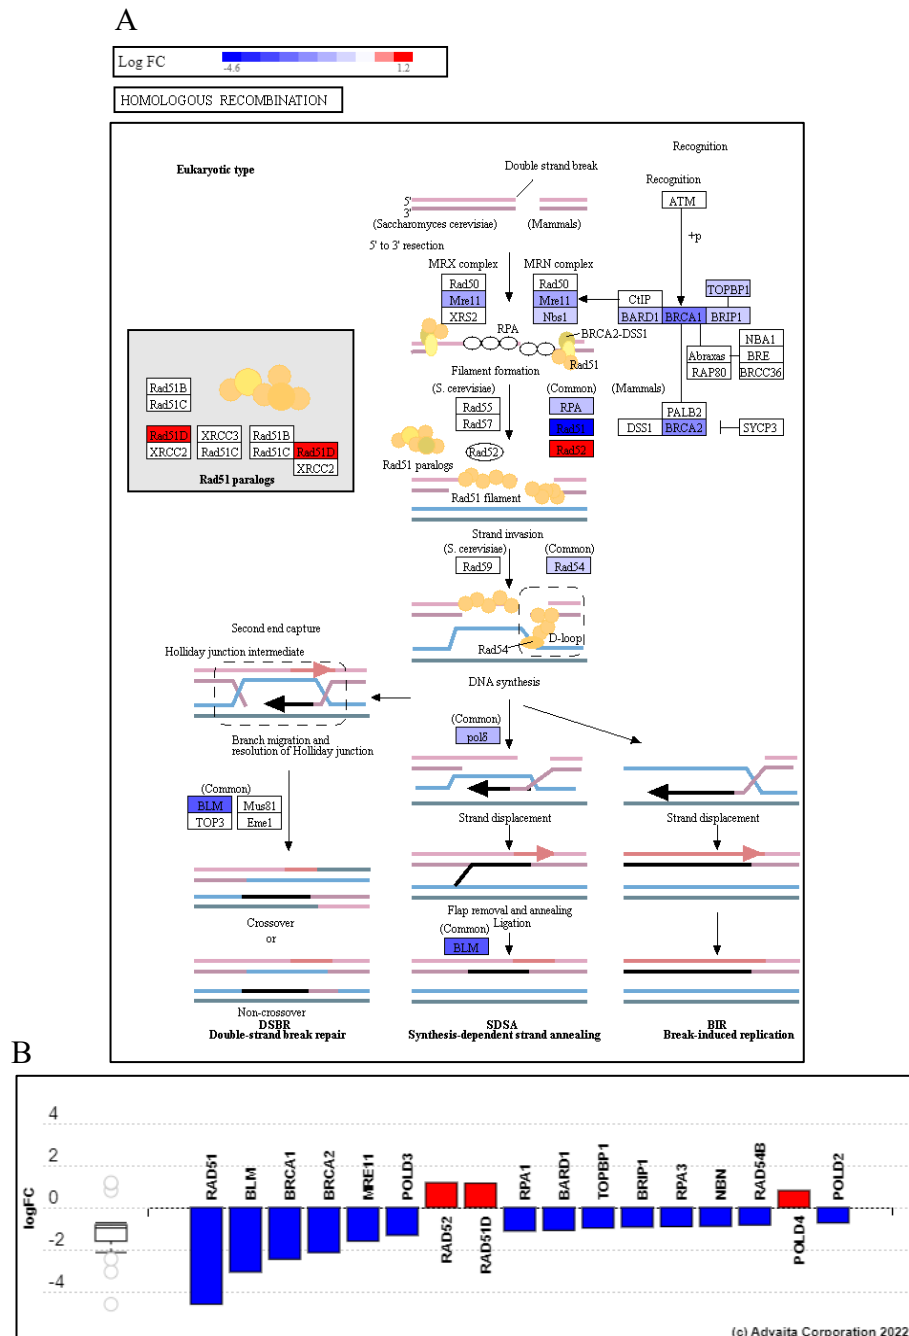 A
Log FC
-4.6 1.2
HOMOLOGOUS RECOMBINATION
Recognition
Eukaryotic type
Double strand break
Recognition
ATM
5'
3'
(Saccharomyces cerevisiae) (Mammals)
+p
5' to 3' resection
MRX complex MRN complex
Rad50 Rad50 TOPBP1
Mre11 Mre11 CtIP
XRS2 Nbs1 BARD1 BRCA1 BRIP1
RPA BRCA2-DSS1
NBA1
Abraxas BRE
Rad51
RAP80 BRCC36
Filament formation
(S. cerevisiae) (Common) (Mammals)
Rad55 RPA
Rad57
PALB2
Rad51 DSS1 BRCA2 SYCP3
Rad52 Rad52
Rad51 paralogs
Rad51B
Rad51C
Rad51D XRCC3 Rad51B
XRCC2 Rad51C Rad51C Rad51D
XRCC2
Rad51 paralogs
Rad51 filament
Strand invasion
(S. cerevisiae) (Common)
Rad59 Rad54
Second end capture
D-loop
Rad54
Holliday junction intermediate
DNA synthesis
(Common)
polδ
Branch migration and
resolution of Holliday junction
(Common)
BLM Mus81
TOP3 Eme1
Strand displacement Strand displacement
Flap removal and annealing
Ligation
(Common)
BLM
Crossover
or
Non-crossover
DSBR SDSA BIR
Double-strand break repair Synthesis-dependent strand annealing Break-induced replication
B
logFC
4
2
0
-2
-4
RAD51
BLM
BRCA1
BRCA2
MRE11
POLD3
RAD52
RAD51D
RPA1
BARD1
TOPBP1
BRIP1
RPA3
NBN
RAD54B
POLD4
POLD2
(c) Advaita Corporation 2022